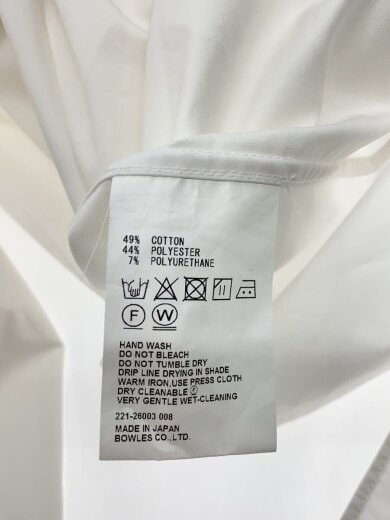 49% COTTON
44% POLYESTER
7% POLYURETHANE
F W
HAND WASH
DO NOT BLEACH
DO NOT TUMBLE DRY
DRIP LINE DRYING IN SHADE
WARM IRON,USE PRESS CLOTH
DRY CLEANABLE Ⓕ
VERY GENTLE WET-CLEANING
221-26003 008
MADE IN JAPAN
BOWLES CO.,LTD.